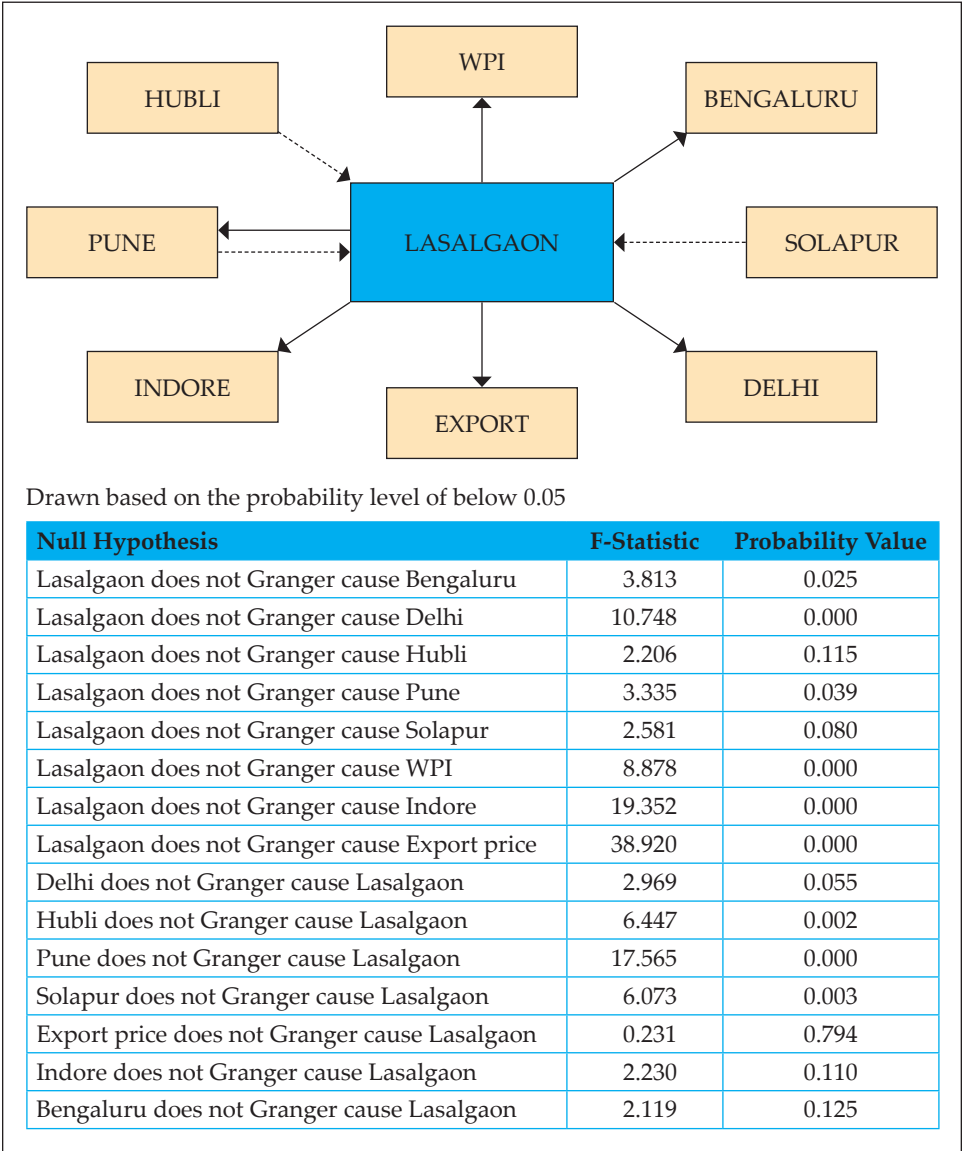 WPI
HUBLI
BENGALURU
PUNE
LASALGAON
SOLAPUR
INDORE
EXPORT
DELHI
Drawn based on the probability level of below 0.05
Null Hypothesis F-Statistic Probability Value
Lasalgaon does not Granger cause Bengaluru 3.813 0.025
Lasalgaon does not Granger cause Delhi 10.748 0.000
Lasalgaon does not Granger cause Hubli 2.206 0.115
Lasalgaon does not Granger cause Pune 3.335 0.039
Lasalgaon does not Granger cause Solapur 2.581 0.080
Lasalgaon does not Granger cause WPI 8.878 0.000
Lasalgaon does not Granger cause Indore 19.352 0.000
Lasalgaon does not Granger cause Export price 38.920 0.000
Delhi does not Granger cause Lasalgaon 2.969 0.055
Hubli does not Granger cause Lasalgaon 6.447 0.002
Pune does not Granger cause Lasalgaon 17.565 0.000
Solapur does not Granger cause Lasalgaon 6.073 0.003
Export price does not Granger cause Lasalgaon 0.231 0.794
Indore does not Granger cause Lasalgaon 2.230 0.110
Bengaluru does not Granger cause Lasalgaon 2.119 0.125